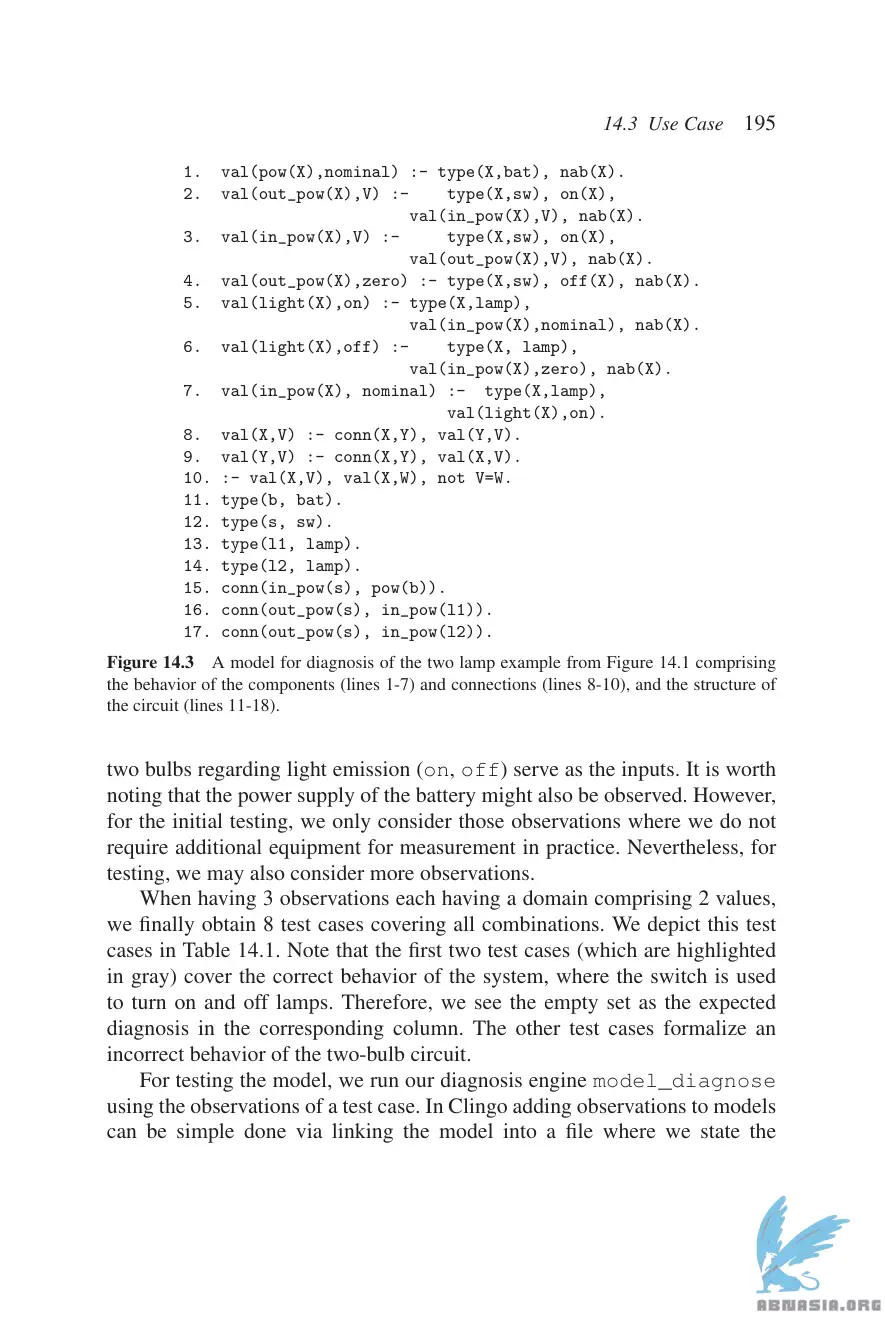 14.3 Use Case 195
1. val(pow(X),nominal) :- type(X,bat), nab(X).
2. val(out_pow(X),V) :- type(X,sw), on(X),
val(in_pow(X),V), nab(X).
3. val(in_pow(X),V) :- type(X,sw), on(X),
val(out_pow(X),V), nab(X).
4. val(out_pow(X),zero) :- type(X,sw), off(X), nab(X).
5. val(light(X),on) :- type(X,lamp),
val(in_pow(X),nominal), nab(X).
6. val(light(X),off) :- type(X, lamp),
val(in_pow(X),zero), nab(X).
7. val(in_pow(X), nominal) :- type(X,lamp),
val(light(X),on).
8. val(X,V) :- conn(X,Y), val(Y,V).
9. val(Y,V) :- conn(X,Y), val(X,V).
10. :- val(X,V), val(X,W), not V=W.
11. type(b, bat).
12. type(s, sw).
13. type(l1, lamp).
14. type(l2, lamp).
15. conn(in_pow(s), pow(b)).
16. conn(out_pow(s), in_pow(l1)).
17. conn(out_pow(s), in_pow(l2)).
Figure 14.3 A model for diagnosis of the two lamp example from Figure 14.1 comprising
the behavior of the components (lines 1-7) and connections (lines 8-10), and the structure of
the circuit (lines 11-18).
two bulbs regarding light emission (on, off) serve as the inputs. It is worth
noting that the power supply of the battery might also be observed. However,
for the initial testing, we only consider those observations where we do not
require additional equipment for measurement in practice. Nevertheless, for
testing, we may also consider more observations.
When having 3 observations each having a domain comprising 2 values,
we finally obtain 8 test cases covering all combinations. We depict this test
cases in Table 14.1. Note that the first two test cases (which are highlighted
in gray) cover the correct behavior of the system, where the switch is used
to turn on and off lamps. Therefore, we see the empty set as the expected
diagnosis in the corresponding column. The other test cases formalize an
incorrect behavior of the two-bulb circuit.
For testing the model, we run our diagnosis engine model_diagnose
using the observations of a test case. In Clingo adding observations to models
can be simple done via linking the model into a file where we state the
ABNASIA.ORG